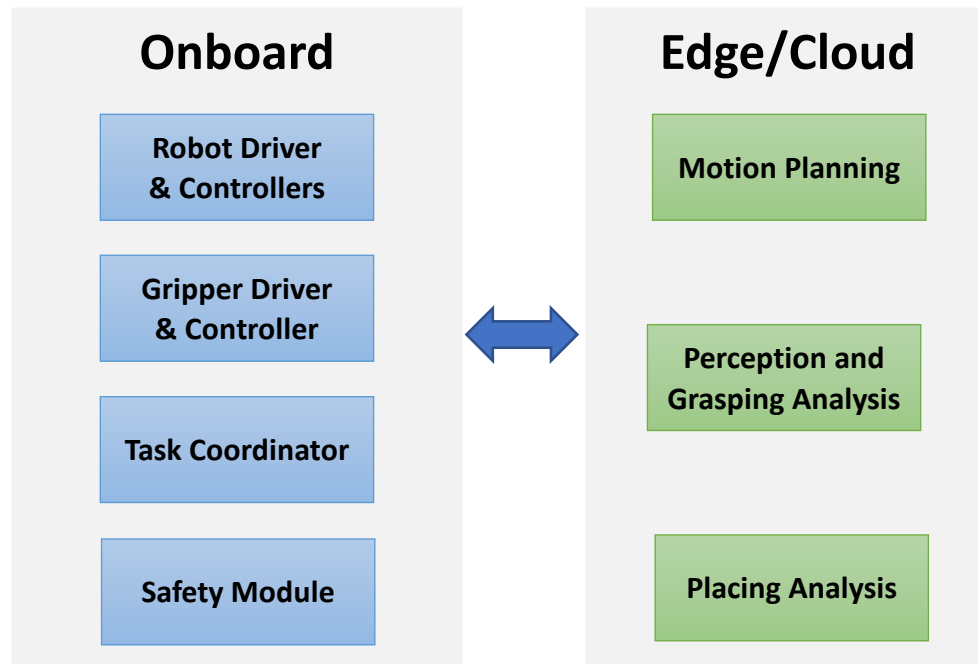 Onboard
Robot Driver
& Controllers
Gripper Driver
& Controller
Task Coordinator
Safety Module
Edge/Cloud
Motion Planning
Perception and
Grasping Analysis
Placing Analysis